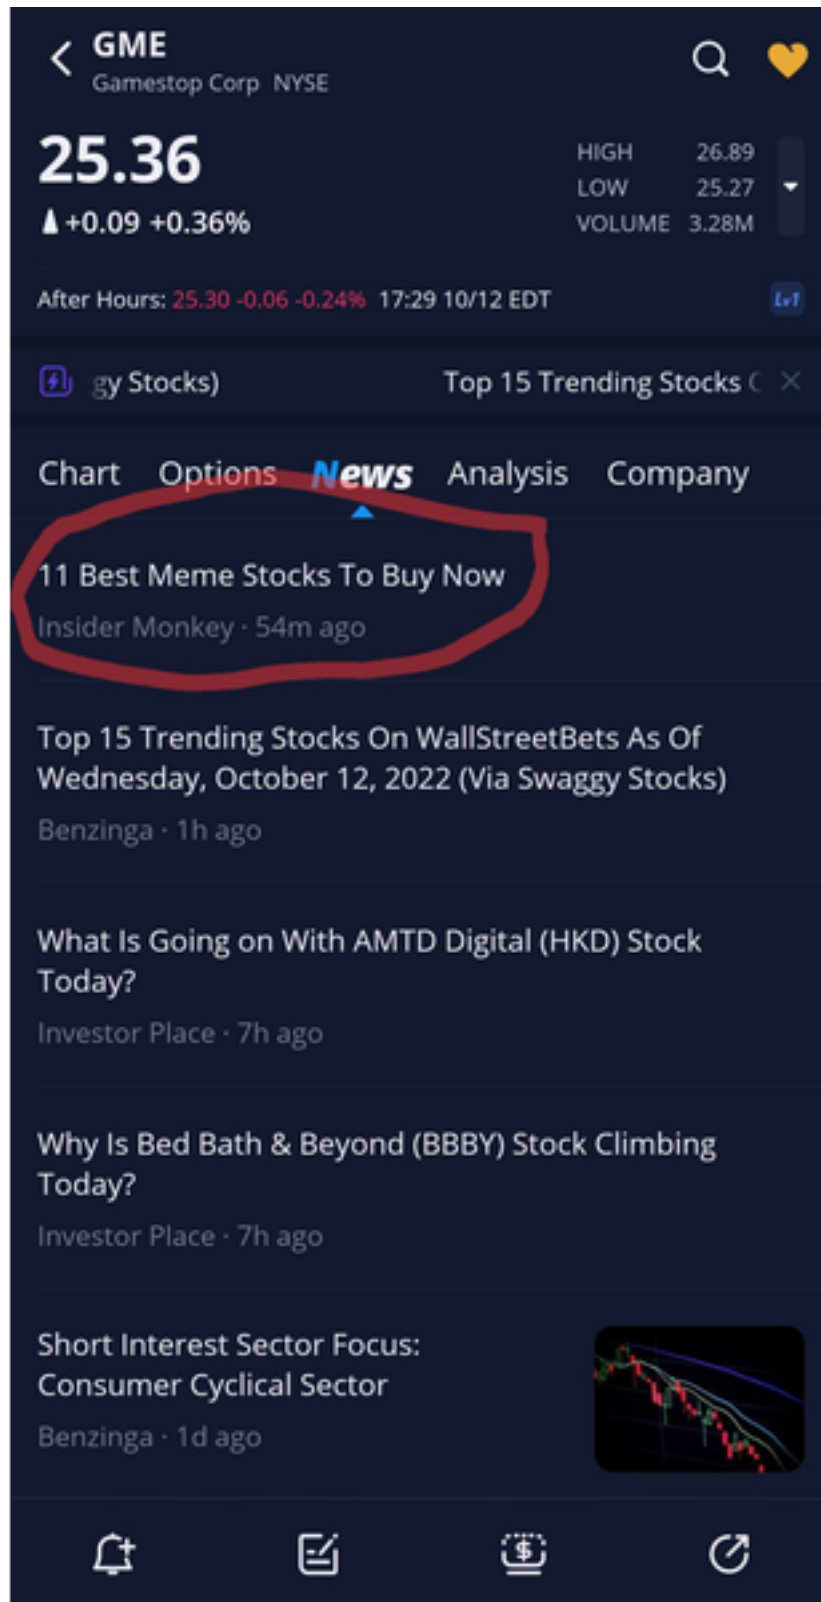 GME
Gamestop Corp NYSE
25.36
+0.09 +0.36%
HIGH 26.89
LOW 25.27
VOLUME 3.28M
After Hours: 25.30 -0.06 -0.24% 17:29 10/12 EDT
Lv1
gy Stocks) Top 15 Trending Stocks
Chart Options News Analysis Company
11 Best Meme Stocks To Buy Now
Insider Monkey · 54m ago
Top 15 Trending Stocks On WallStreetBets As Of
Wednesday, October 12, 2022 (Via Swaggy Stocks)
Benzinga · 1h ago
What Is Going on With AMTD Digital (HKD) Stock
Today?
Investor Place · 7h ago
Why Is Bed Bath & Beyond (BBBY) Stock Climbing
Today?
Investor Place · 7h ago
Short Interest Sector Focus:
Consumer Cyclical Sector
Benzinga · 1d ago